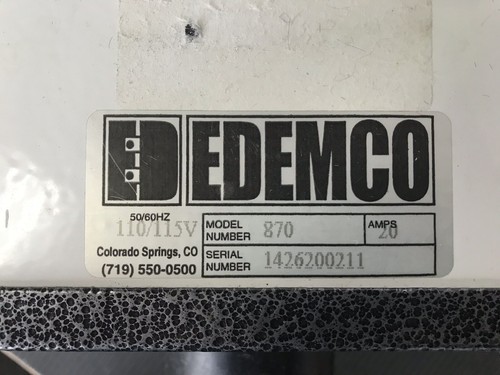 EDEMCO
50/60HZ
110/115V MODEL NUMBER 870 AMPS 20
Colorado Springs, CO
(719) 550-0500 SERIAL NUMBER 1426200211